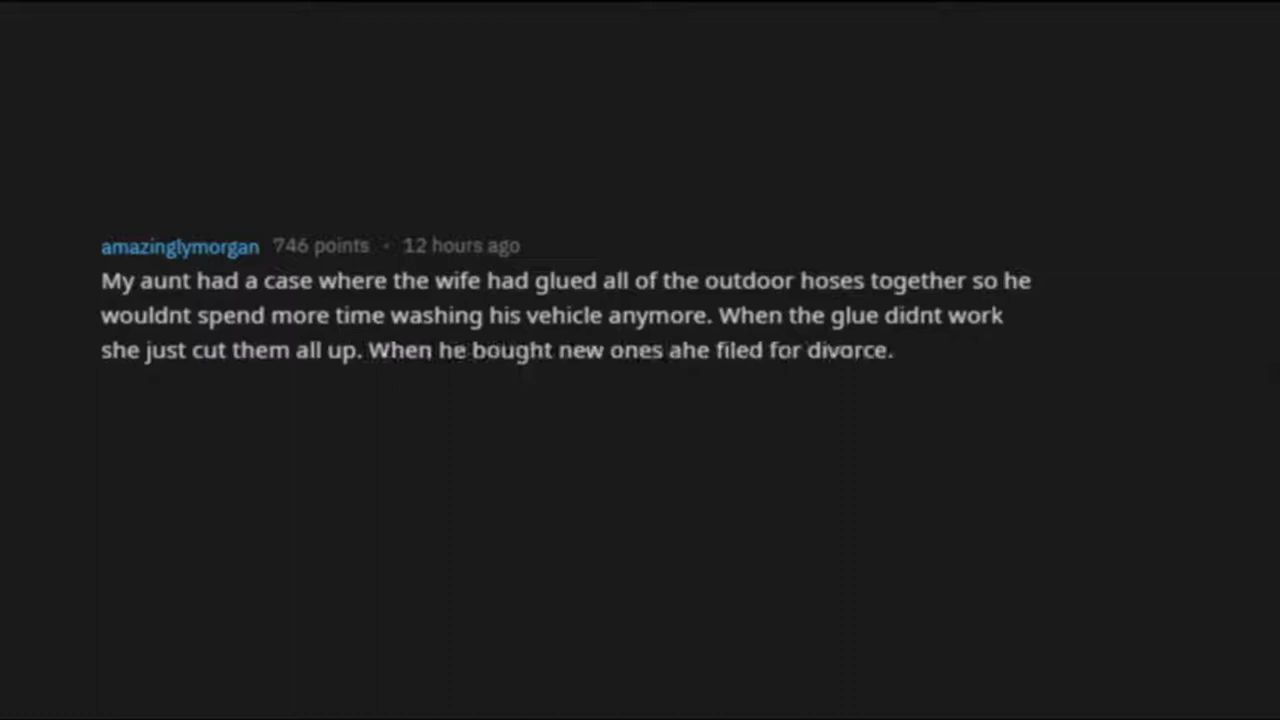 amazinglymorgan 746 points · 12 hours ago
My aunt had a case where the wife had glued all of the outdoor hoses together so he
wouldnt spend more time washing his vehicle anymore. When the glue didnt work
she just cut them all up. When he bought new ones ahe filed for divorce.